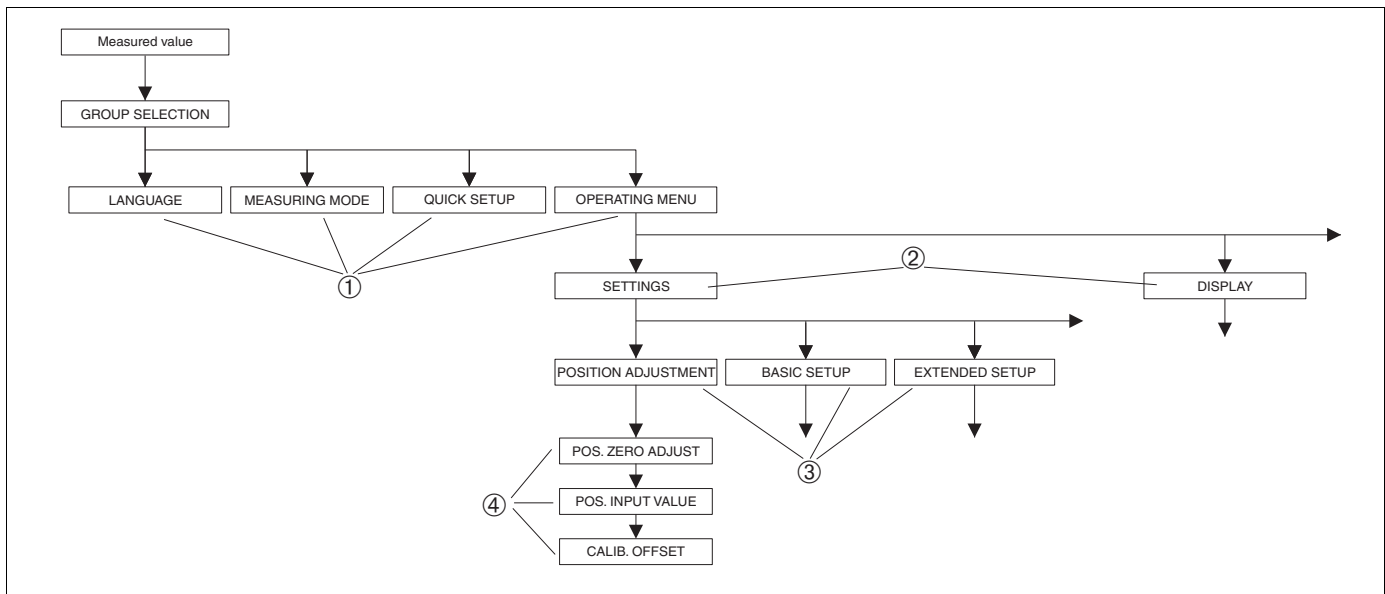 Measured value
GROUP SELECTION
LANGUAGE
MEASURING MODE
QUICK SETUP
OPERATING MENU
①
②
SETTINGS
DISPLAY
POSITION ADJUSTMENT
BASIC SETUP
EXTENDED SETUP
③
④
POS. ZERO ADJUST
POS. INPUT VALUE
CALIB. OFFSET